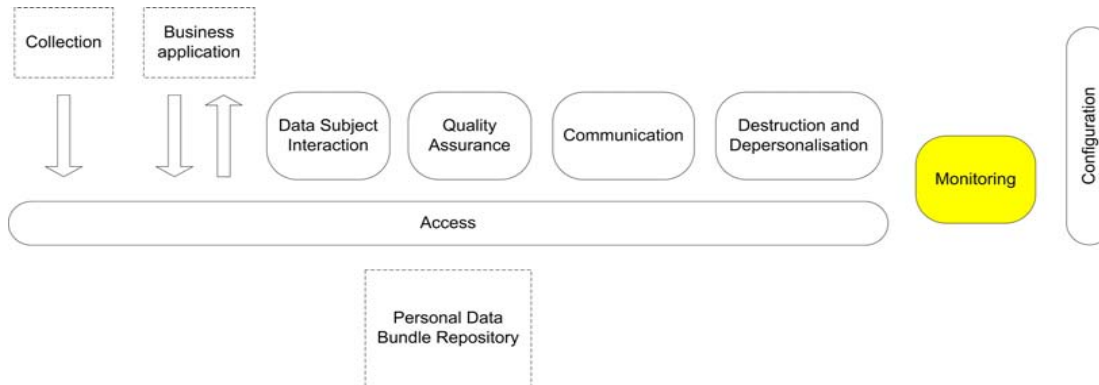 Collection
Business
application
Data Subject
Interaction
Quality
Assurance
Communication
Destruction and
Depersonalisation
Monitoring
Configuration
Access
Personal Data
Bundle Repository